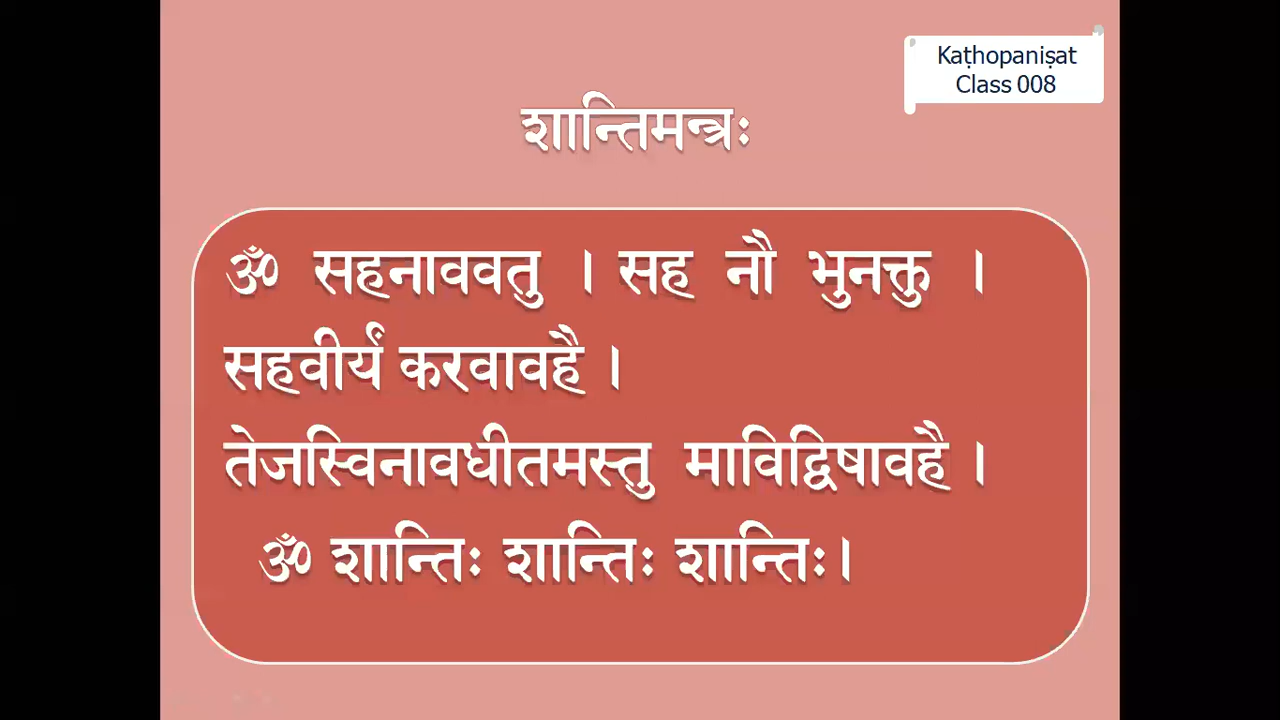 Kaṭhopaniṣat
Class 008
शान्तिमन्त्रः
ॐ सहनाववतु । सह नौ भुनक्तु ।
सहवीर्यं करवावहै ।
तेजस्विनावधीतमस्तु माविद्विषावहै ।
ॐ शान्तिः शान्तिः शान्तिः।